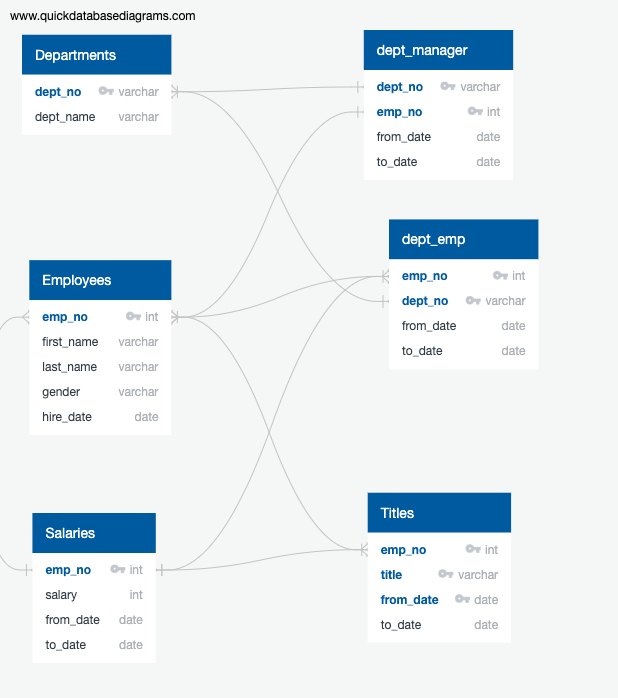 www.quickdatabasediagrams.com
Departments
dept_no varchar
dept_name varchar
dept_manager
dept_no varchar
emp_no int
from_date date
to_date date
dept_emp
emp_no int
dept_no varchar
from_date date
to_date date
Employees
emp_no int
first_name varchar
last_name varchar
gender varchar
hire_date date
Salaries
emp_no int
salary int
from_date date
to_date date
Titles
emp_no int
title varchar
from_date date
to_date date